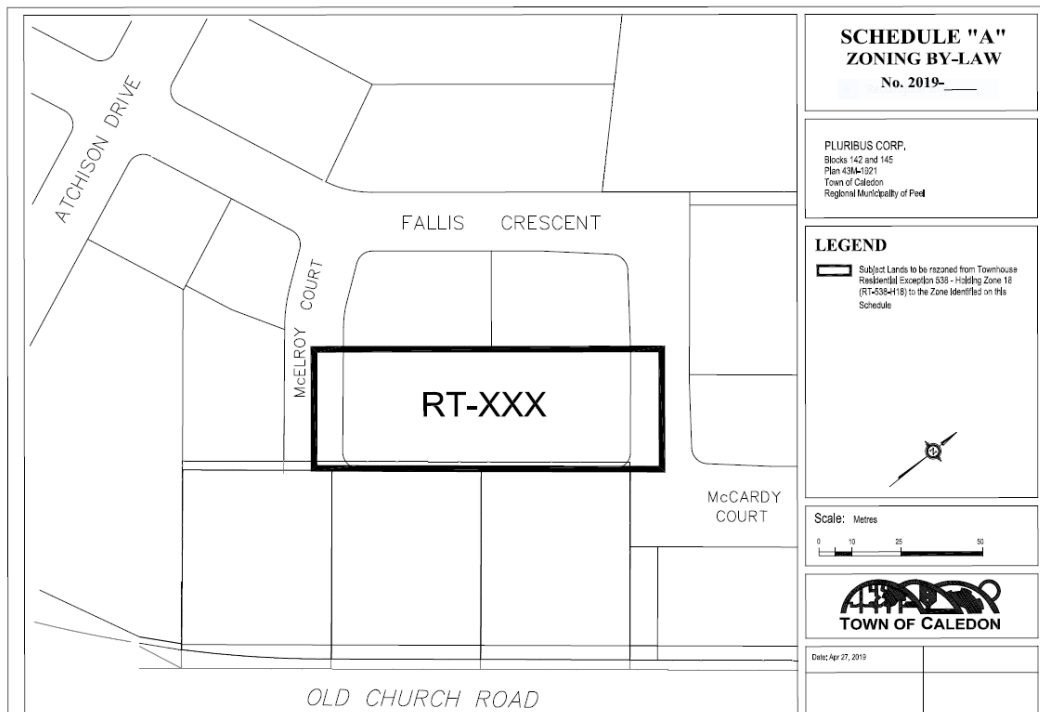 ATCHISON DRIVE
FALLIS CRESCENT
McELROY COURT
RT-XXX
McCARDY
COURT
OLD CHURCH ROAD
SCHEDULE "A"
ZONING BY-LAW
No. 2019-____
PLURIBUS CORP.
Blocks 142 and 145
Plan 43M-1921
Town of Caledon
Regional Municipality of Peel
LEGEND
Subject Lands to be rezoned from Townhouse
Residential Exception 538 - Holding Zone 18
(RT-538-H18) to the Zone identified on this
Schedule
Scale: Metres
0 10 25 50
TOWN OF CALEDON
Date: Apr 27, 2019